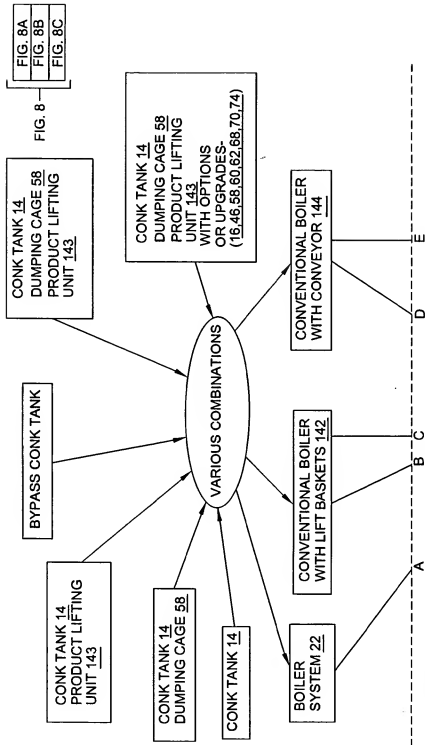 FIG. 8
FIG. 8A
FIG. 8B
FIG. 8C
CONK TANK 14
CONK TANK 14
DUMPING CAGE 58
CONK TANK 14
PRODUCT LIFTING
UNIT 143
BYPASS CONK TANK
CONK TANK 14
DUMPING CAGE 58
PRODUCT LIFTING
UNIT 143
CONK TANK 14
DUMPING CAGE 58
PRODUCT LIFTING
UNIT 143
WITH OPTIONS
OR UPGRADES-
(16,46,58,60,62,68,70,74)
VARIOUS COMBINATIONS
BOILER
SYSTEM 22
CONVENTIONAL BOILER
WITH LIFT BASKETS 142
CONVENTIONAL BOILER
WITH CONVEYOR 144
A
B
C
D
E